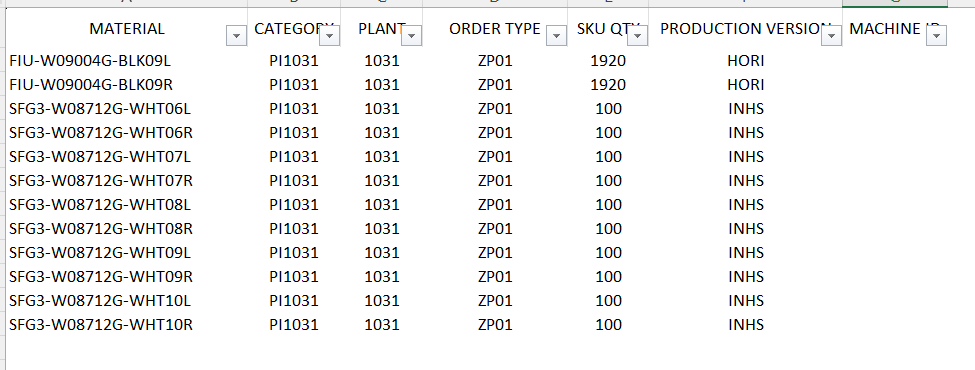 MATERIAL CATEGORY PLANT ORDER TYPE SKU QTY PRODUCTION VERSION MACHINE ID
FIU-W09004G-BLK09L PI1031 1031 ZP01 1920 HORI
FIU-W09004G-BLK09R PI1031 1031 ZP01 1920 HORI
SFG3-W08712G-WHT06L PI1031 1031 ZP01 100 INHS
SFG3-W08712G-WHT06R PI1031 1031 ZP01 100 INHS
SFG3-W08712G-WHT07L PI1031 1031 ZP01 100 INHS
SFG3-W08712G-WHT07R PI1031 1031 ZP01 100 INHS
SFG3-W08712G-WHT08L PI1031 1031 ZP01 100 INHS
SFG3-W08712G-WHT08R PI1031 1031 ZP01 100 INHS
SFG3-W08712G-WHT09L PI1031 1031 ZP01 100 INHS
SFG3-W08712G-WHT09R PI1031 1031 ZP01 100 INHS
SFG3-W08712G-WHT10L PI1031 1031 ZP01 100 INHS
SFG3-W08712G-WHT10R PI1031 1031 ZP01 100 INHS